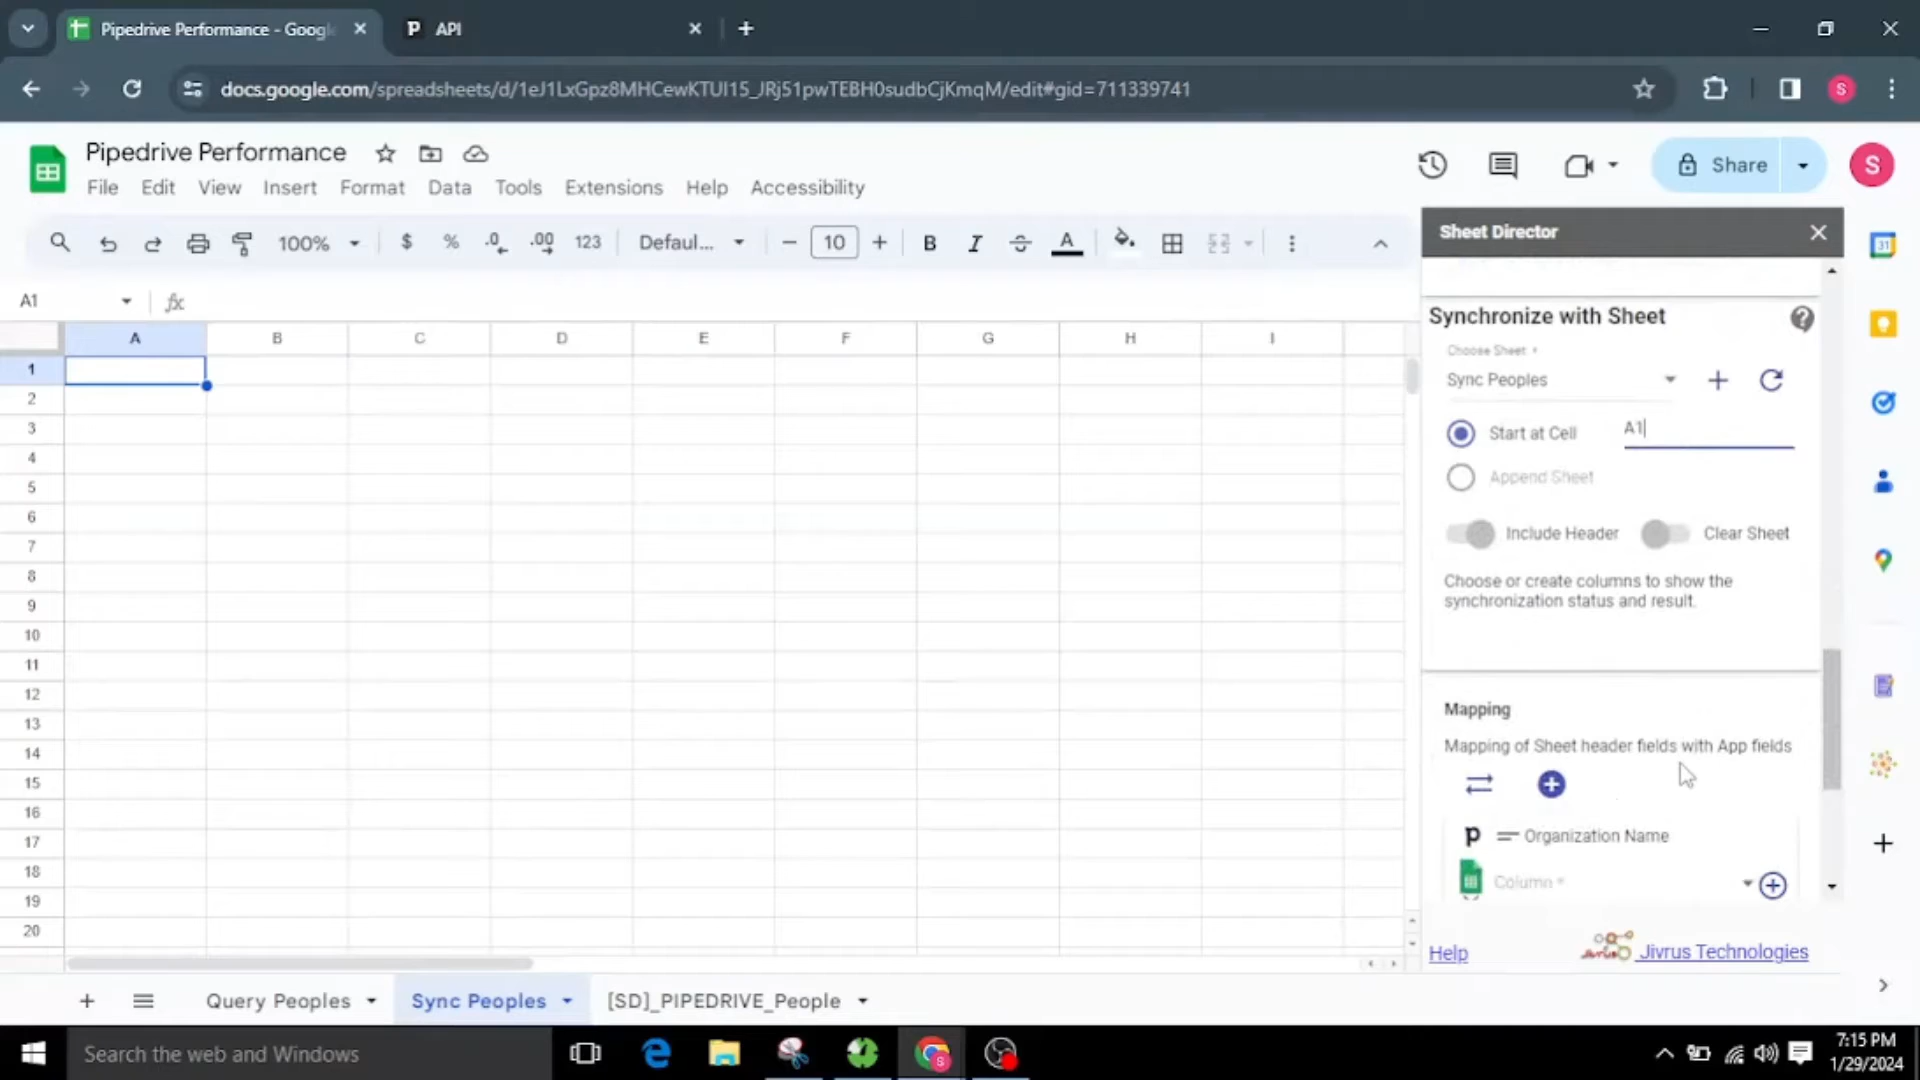 Pipedrive Performance - Googl
API
docs.google.com/spreadsheets/d/1eJ1LxGpz8MHCewKTUI15_JRj51pwTEBH0sudbCjKmqM/edit#gid=711339741
S
Pipedrive Performance
Share
S
File Edit View Insert Format Data Tools Extensions Help Accessibility
100% $ % .0 .00 123 Defaul... 10 B I A
Sheet Director
31
A1 fx
A B C D E F G H I
1
2
3
4
5
6
7
8
9
10
11
12
13
14
15
16
17
18
19
20
Synchronize with Sheet
Choose Sheet *
Sync Peoples
Start at Cell A1
Append Sheet
Include Header Clear Sheet
Choose or create columns to show the
synchronization status and result.
Mapping
Mapping of Sheet header fields with App fields
Organization Name
Column *
Help Jivrus Technologies
Query Peoples Sync Peoples [SD]_PIPEDRIVE_People
Search the web and Windows
7:15 PM
1/29/2024